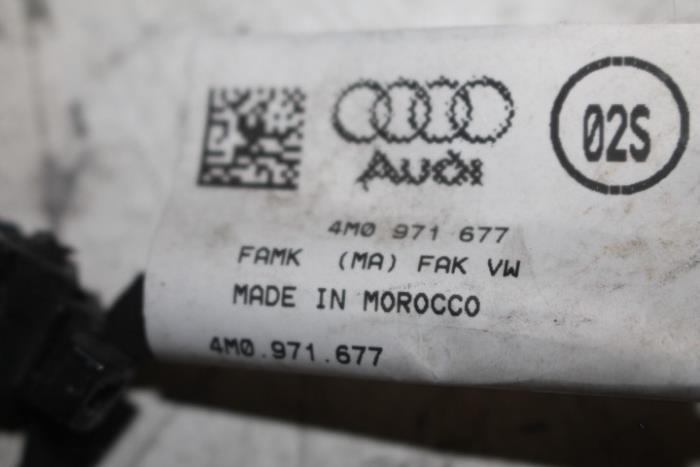 Audi
02S
4M0 971 677
FAMK (MA) FAK VW
MADE IN MOROCCO
4M0.971.677